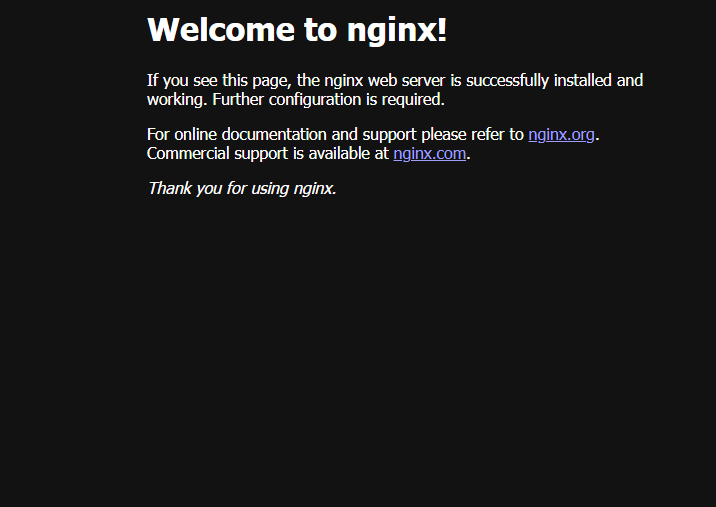 Welcome to nginx!
If you see this page, the nginx web server is successfully installed and
working. Further configuration is required.
For online documentation and support please refer to nginx.org.
Commercial support is available at nginx.com.
Thank you for using nginx.